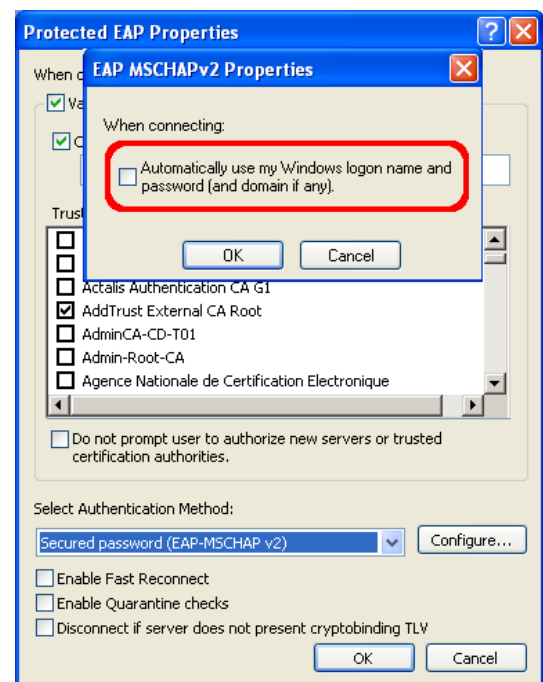 Protected EAP Properties
EAP MSCHAPv2 Properties
When connecting:
Automatically use my Windows logon name and
password (and domain if any).
OK
Cancel
When
Actalis Authentication CA G1
AddTrust External CA Root
AdminCA-CD-T01
Admin-Root-CA
Agence Nationale de Certification Electronique
Do not prompt user to authorize new servers or trusted
certification authorities.
Select Authentication Method:
Secured password (EAP-MSCHAP v2)
Configure...
Enable Fast Reconnect
Enable Quarantine checks
Disconnect if server does not present cryptobinding TLV
OK
Cancel